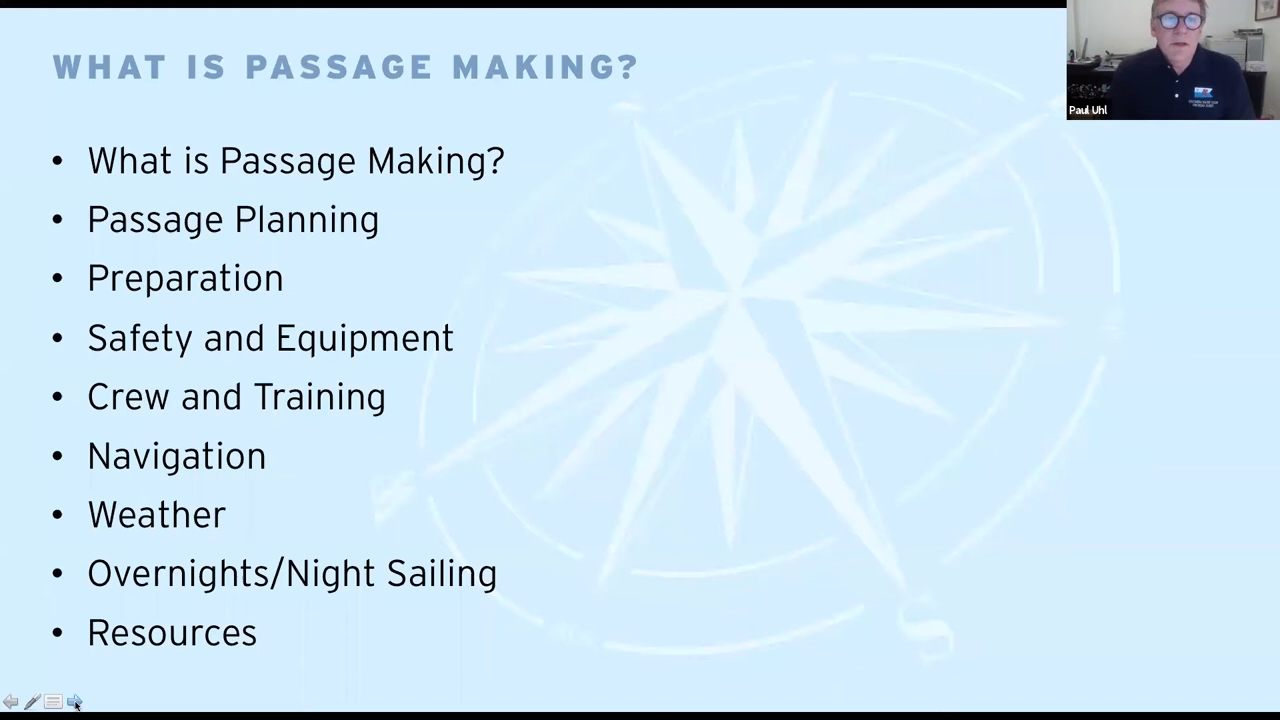 WHAT IS PASSAGE MAKING?
Paul Uhl
• What is Passage Making?
• Passage Planning
• Preparation
• Safety and Equipment
• Crew and Training
• Navigation
• Weather
• Overnights/Night Sailing
• Resources
S